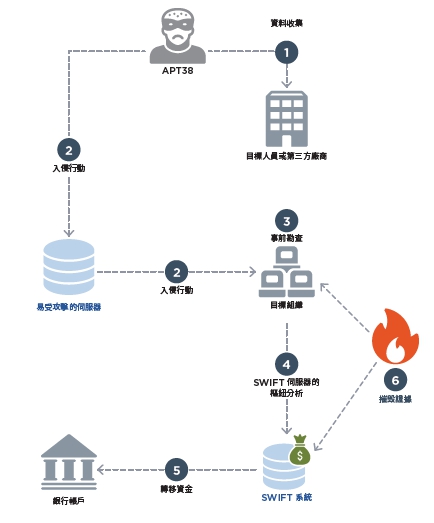 資料收集
1
APT38
目標人員或第三方廠商
2
入侵行動
3
事前勘查
2
入侵行動
易受攻擊的伺服器
目標組織
4
SWIFT 伺服器的
樞紐分析
6
摧毀證據
5
轉移資金
$
銀行帳戶
SWIFT 系統